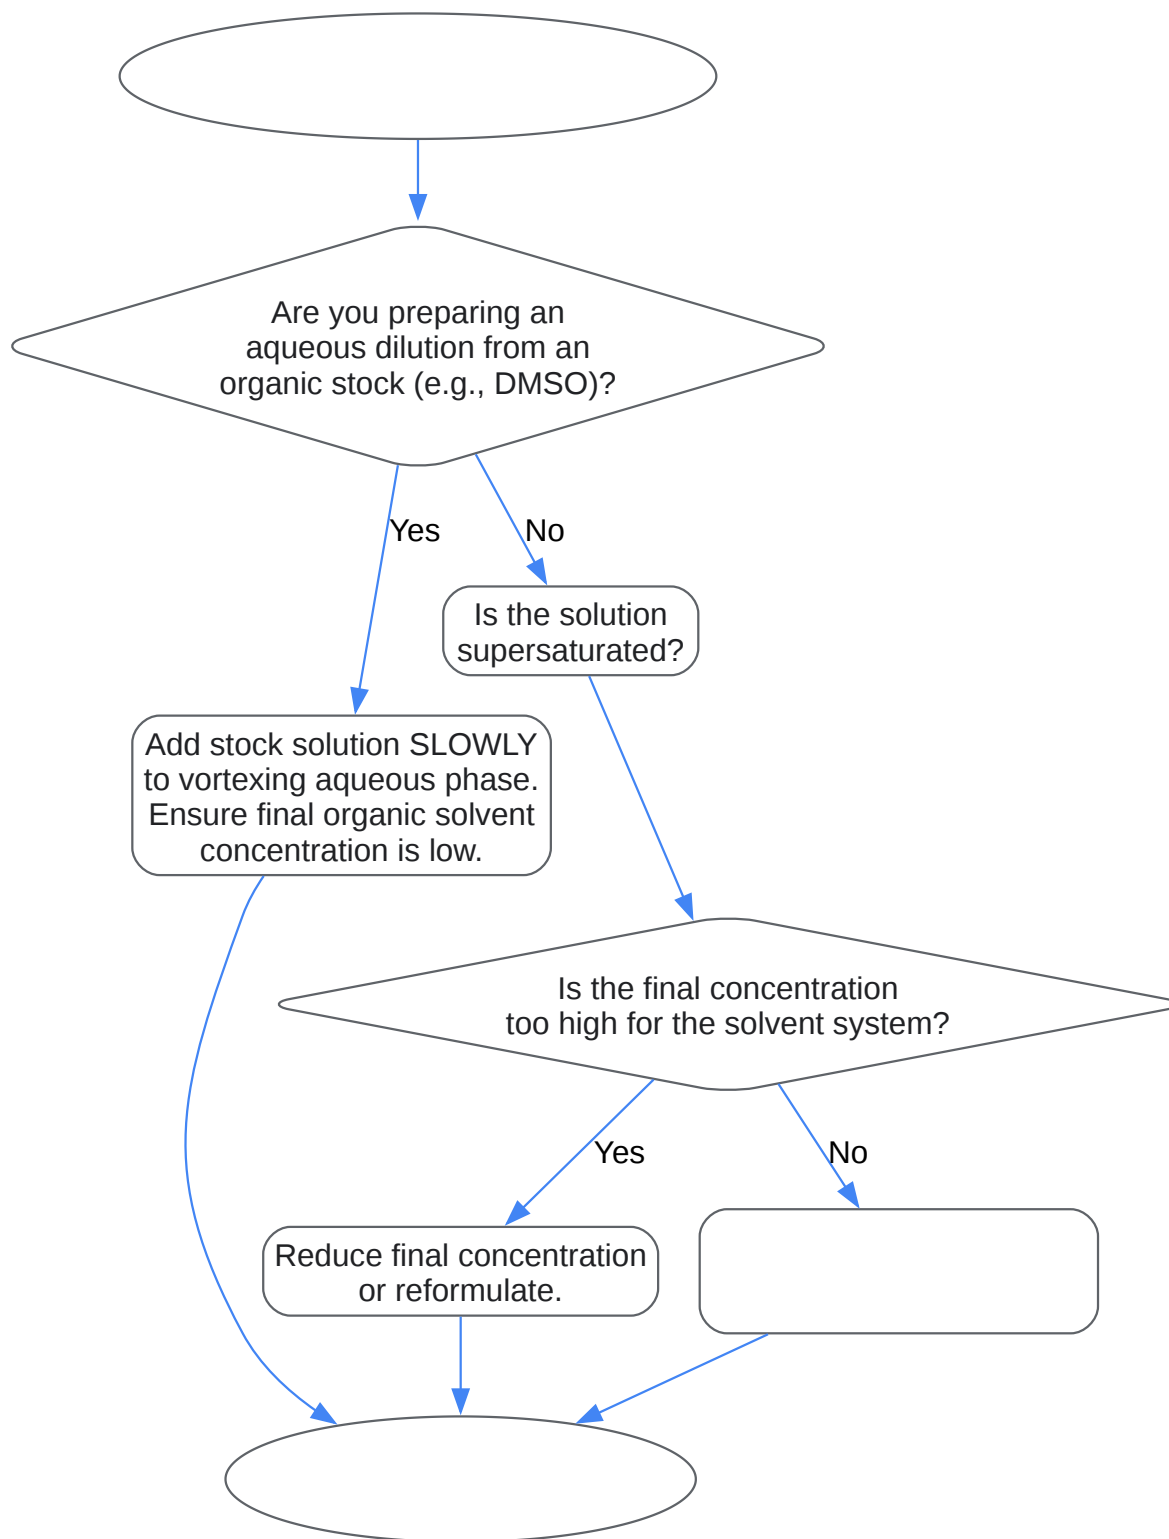 Are you preparing an
aqueous dilution from an
organic stock (e.g., DMSO)?
Yes
No
Is the solution
supersaturated?
Add stock solution SLOWLY
to vortexing aqueous phase.
Ensure final organic solvent
concentration is low.
Is the final concentration
too high for the solvent system?
Yes
No
Reduce final concentration
or reformulate.